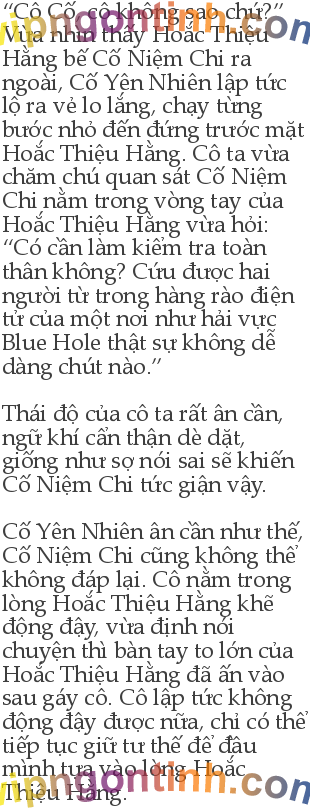 “Cô Cố, cô không sao chứ?”
Vừa nhìn thấy Hoắc Thiệu
Hằng bế Cố Niệm Chi ra
ngoài, Cố Yên Nhiên lập tức
lộ ra vẻ lo lắng, chạy từng
bước nhỏ đến đứng trước mặt
Hoắc Thiệu Hằng. Cô ta vừa
chăm chú quan sát Cố Niệm
Chi nằm trong vòng tay của
Hoắc Thiệu Hằng vừa hỏi:
“Có cần làm kiểm tra toàn
thân không? Cứu được hai
người từ trong hàng rào điện
tử của một nơi như hải vực
Blue Hole thật sự không dễ
dàng chút nào.”
Thái độ của cô ta rất ân cần,
ngữ khí cẩn thận dè dặt,
giống như sợ nói sai sẽ khiến
Cố Niệm Chi tức giận vậy.
Cố Yên Nhiên ân cần như thế,
Cố Niệm Chi cũng không thể
không đáp lại. Cô nằm trong
lòng Hoắc Thiệu Hằng khẽ
động đậy, vừa định nói
chuyện thì bàn tay to lớn của
Hoắc Thiệu Hằng đã ấn vào
sau gáy cô. Cô lập tức không
động đậy được nữa, chỉ có thể
tiếp tục giữ tư thế để đầu
mình tựa vào lòng Hoắc
Thiệu Hằng.
vipngontinh.com